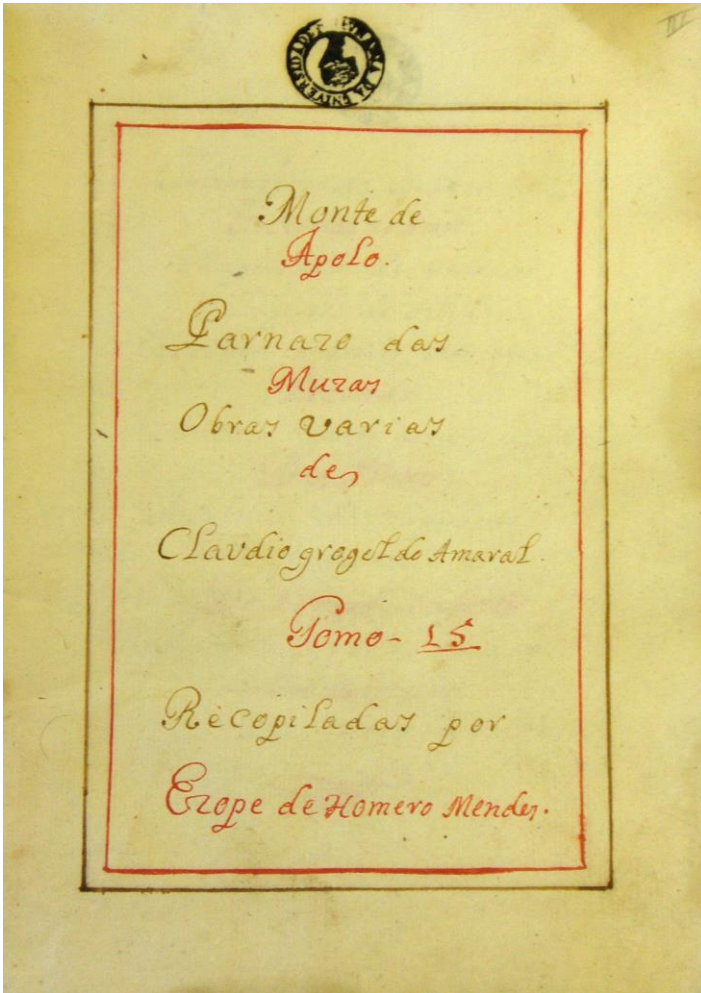 Monte de
Apolo.
Parnazo das
Muzas
Obras varias
de
Claudio grogel do Amaral.
Tomo - 15
Recopiladas por
Ezope de Homero Mendes.